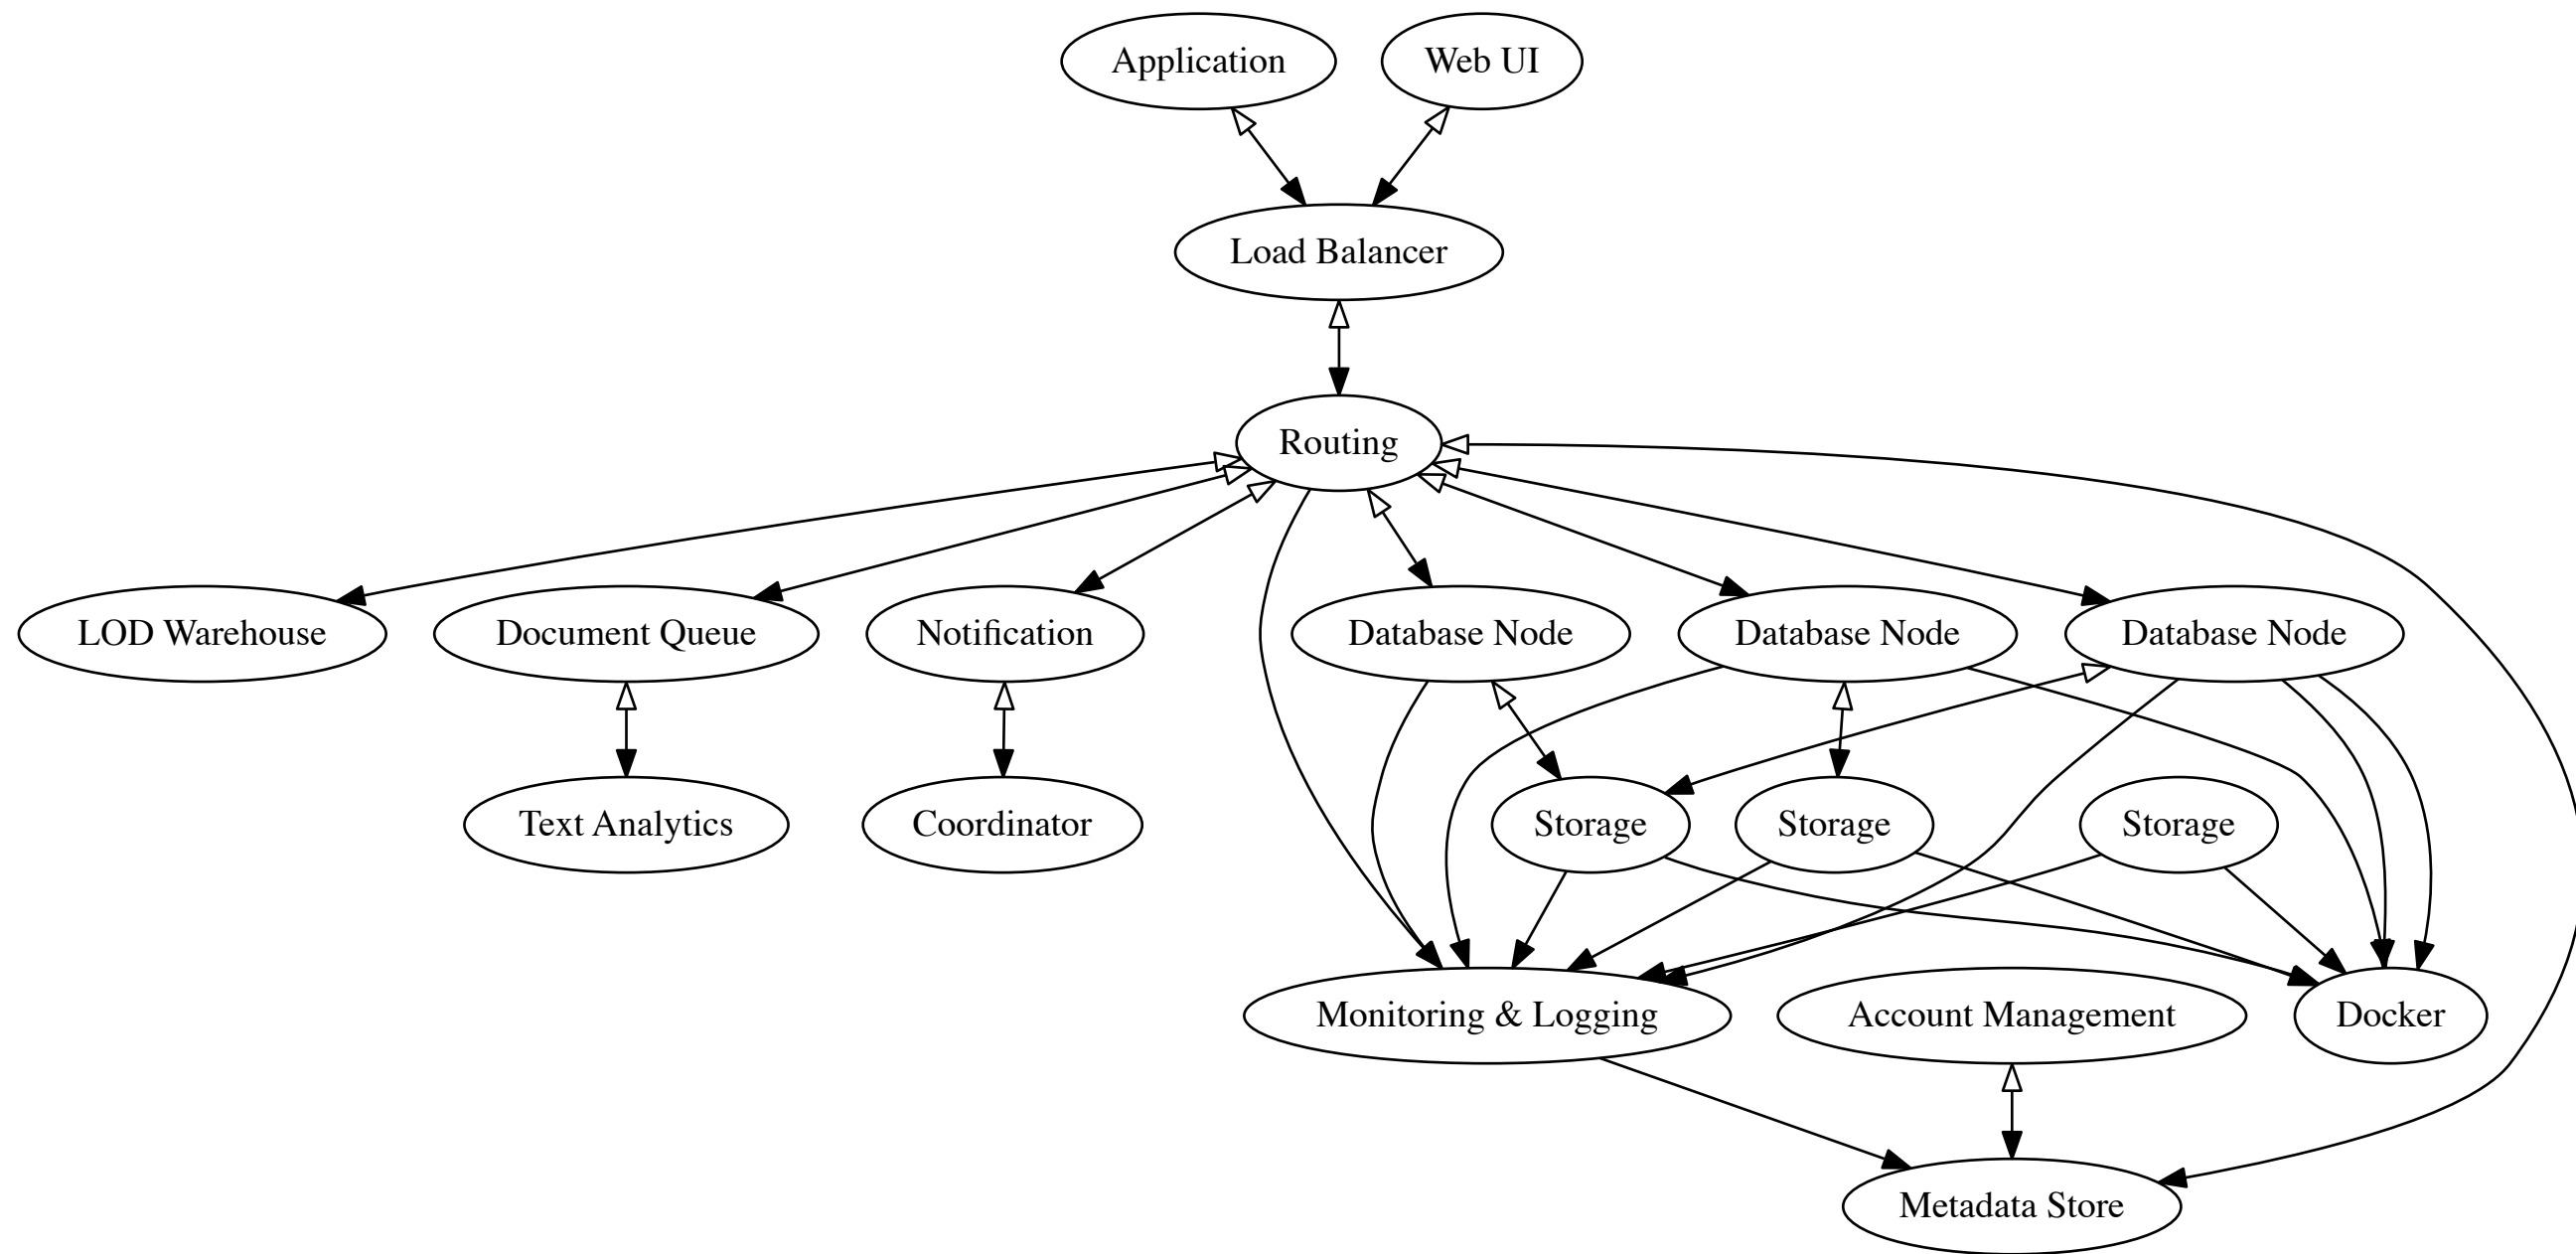 Application
Web UI
Load Balancer
Routing
LOD Warehouse
Document Queue
Notification
Database Node
Database Node
Database Node
Text Analytics
Coordinator
Storage
Storage
Storage
Monitoring & Logging
Account Management
Docker
Metadata Store